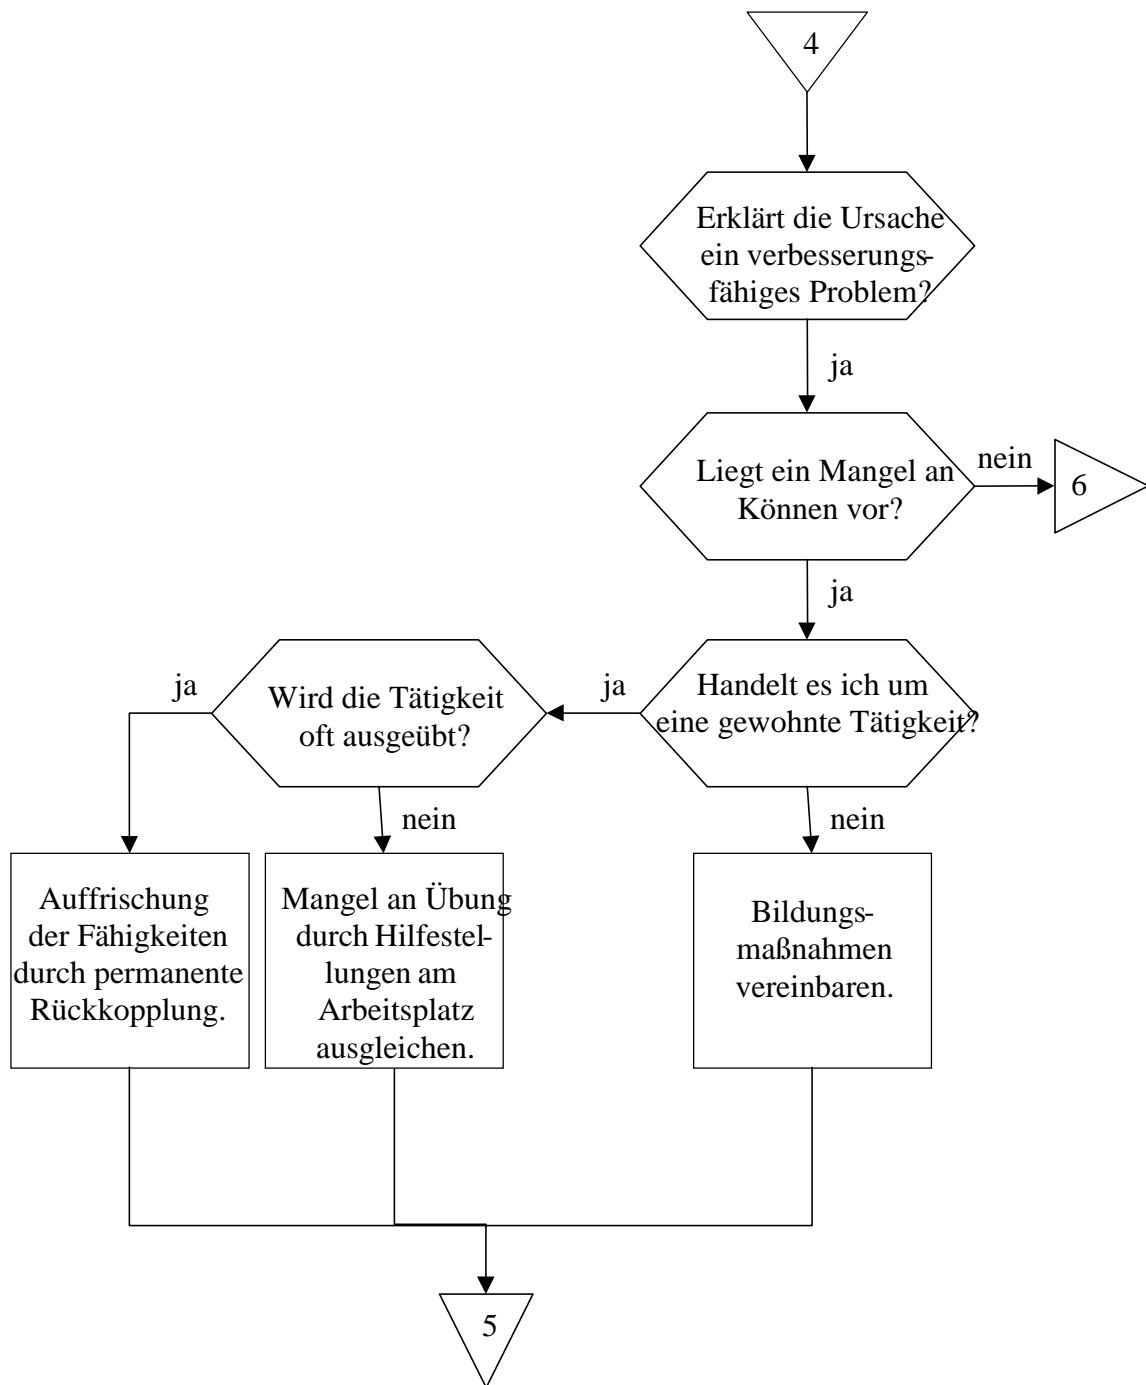 4
Erklärt die Ursache
ein verbesserungs-
fähiges Problem?
ja
Liegt ein Mangel an
Können vor?
nein
6
ja
Handelt es ich um
eine gewohnte Tätigkeit?
ja
Wird die Tätigkeit
oft ausgeübt?
ja
nein
nein
Auffrischung
der Fähigkeiten
durch permanente
Rückkopplung.
Mangel an Übung
durch Hilfestel-
lungen am
Arbeitsplatz
ausgleichen.
Bildungs-
maßnahmen
vereinbaren.
5